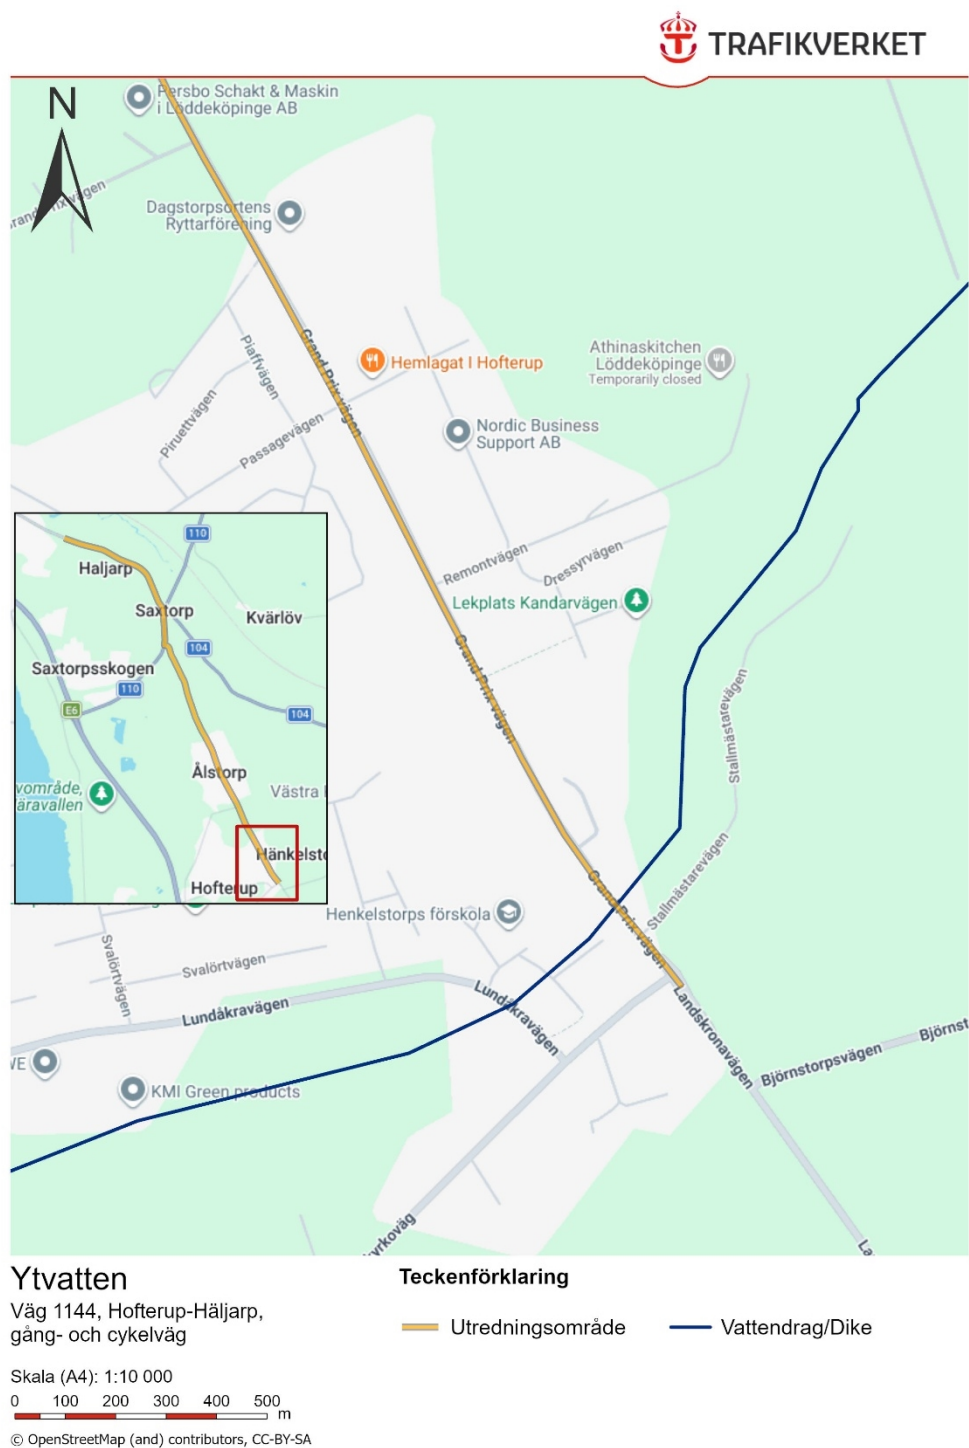 TRAFIKVERKET
N
Persbo Schakt & Maskin
i Löddeköpinge AB
Dagstorpsortens
Ryttarförening
Piaffvägen
Grand Prix vägen
Hemlagat I Hofterup
Athinaskitchen
Löddeköpinge
Temporarily closed
Piruettvägen
Passagevägen
Nordic Business
Support AB
Remontvägen
Dressyrvägen
Lekplats Kandarvägen
Grand Prix vägen
Stallmästarevägen
110
Haljarp
Saxtorp
Kvärlöv
104
Saxtorpsskogen
110
E6
104
Ålstorp
Västra
Hofterup
Grand Prix vägen
Stallmästarevägen
Henkelstorps förskola
Svalörtvägen
Svalörtvägen
Lundåkravägen
Lundåkravägen
Landskronavägen
Björnstorpsvägen
KMI Green products
Ytvatten
Väg 1144, Hofterup-Häljarp,
gång- och cykelväg
Teckenförklaring
Utredningsområde
Vattendrag/Dike
Skala (A4): 1:10 000
0 100 200 300 400 500
m
© OpenStreetMap (and) contributors, CC-BY-SA